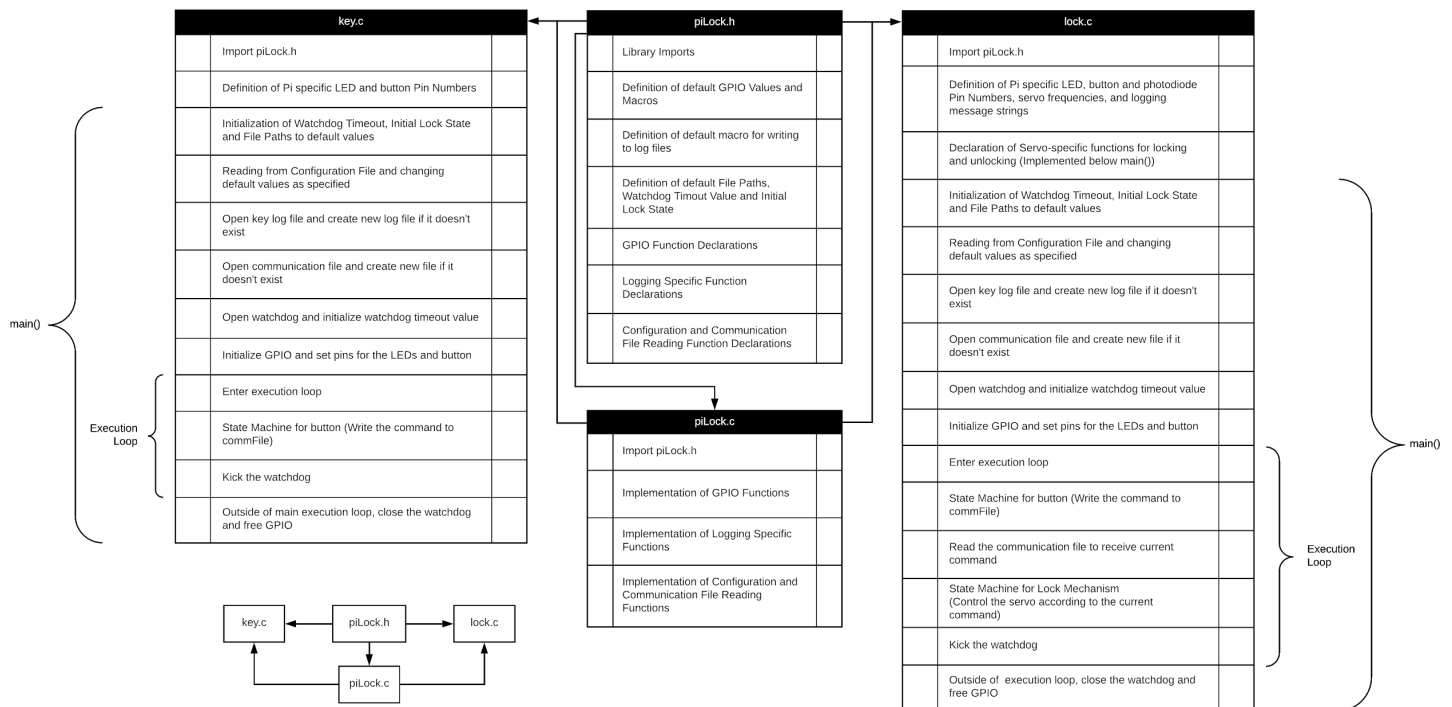 key.c
Import piLock.h
Definition of Pi specific LED and button Pin Numbers
Initialization of Watchdog Timeout, Initial Lock State
and File Paths to default values
Reading from Configuration File and changing
default values as specified
Open key log file and create new log file if it doesn't
exist
Open communication file and create new file if it
doesn't exist
Open watchdog and initialize watchdog timeout value
Initialize GPIO and set pins for the LEDs and button
Enter execution loop
State Machine for button (Write the command to
commFile)
Kick the watchdog
Outside of main execution loop, close the watchdog
and free GPIO
main()
Execution
Loop
piLock.h
Library Imports
Definition of default GPIO Values and
Macros
Definition of default macro for writing
to log files
Definition of default File Paths,
Watchdog Timout Value and Initial
Lock State
GPIO Function Declarations
Logging Specific Function
Declarations
Configuration and Communication
File Reading Function Declarations
piLock.c
Import piLock.h
Implementation of GPIO Functions
Implementation of Logging Specific
Functions
Implementation of Configuration and
Communication File Reading
Functions
lock.c
Import piLock.h
Definition of Pi specific LED, button and photodiode
Pin Numbers, servo frequencies, and logging
message strings
Declaration of Servo-specific functions for locking
and unlocking (Implemented below main())
Initialization of Watchdog Timeout, Initial Lock State
and File Paths to default values
Reading from Configuration File and changing
default values as specified
Open key log file and create new log file if it doesn't
exist
Open communication file and create new file if it
doesn't exist
Open watchdog and initialize watchdog timeout value
Initialize GPIO and set pins for the LEDs and button
Enter execution loop
State Machine for button (Write the command to
commFile)
Read the communication file to receive current
command
State Machine for Lock Mechanism
(Control the servo according to the current
command)
Kick the watchdog
Outside of execution loop, close the watchdog and
free GPIO
Execution
Loop
main()
key.c
piLock.h
lock.c
piLock.c